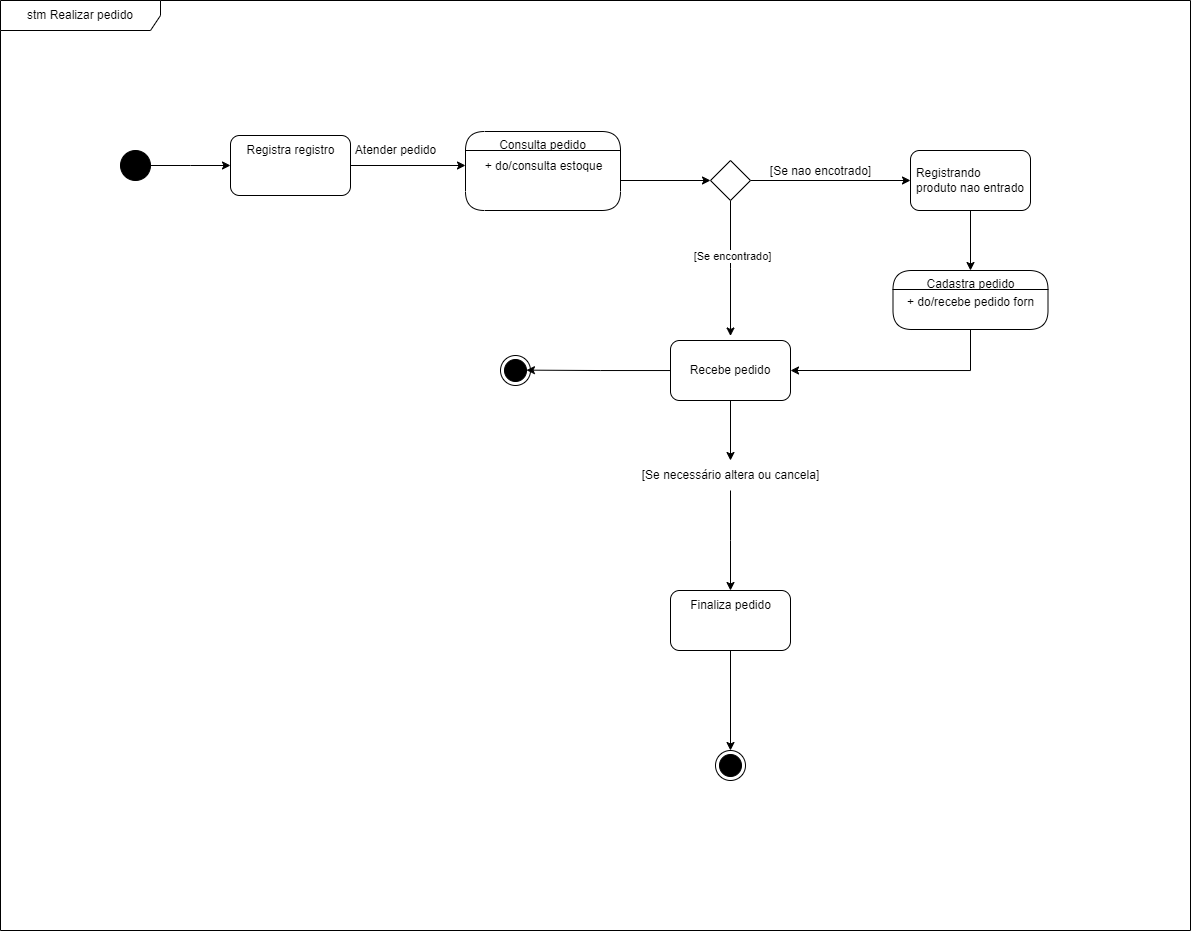 stm Realizar pedido
Registra registro
Atender pedido
Consulta pedido
+ do/consulta estoque
[Se nao encotrado]
Registrando
produto nao entrado
[Se encontrado]
Cadastra pedido
+ do/recebe pedido forn
Recebe pedido
[Se necessário altera ou cancela]
Finaliza pedido